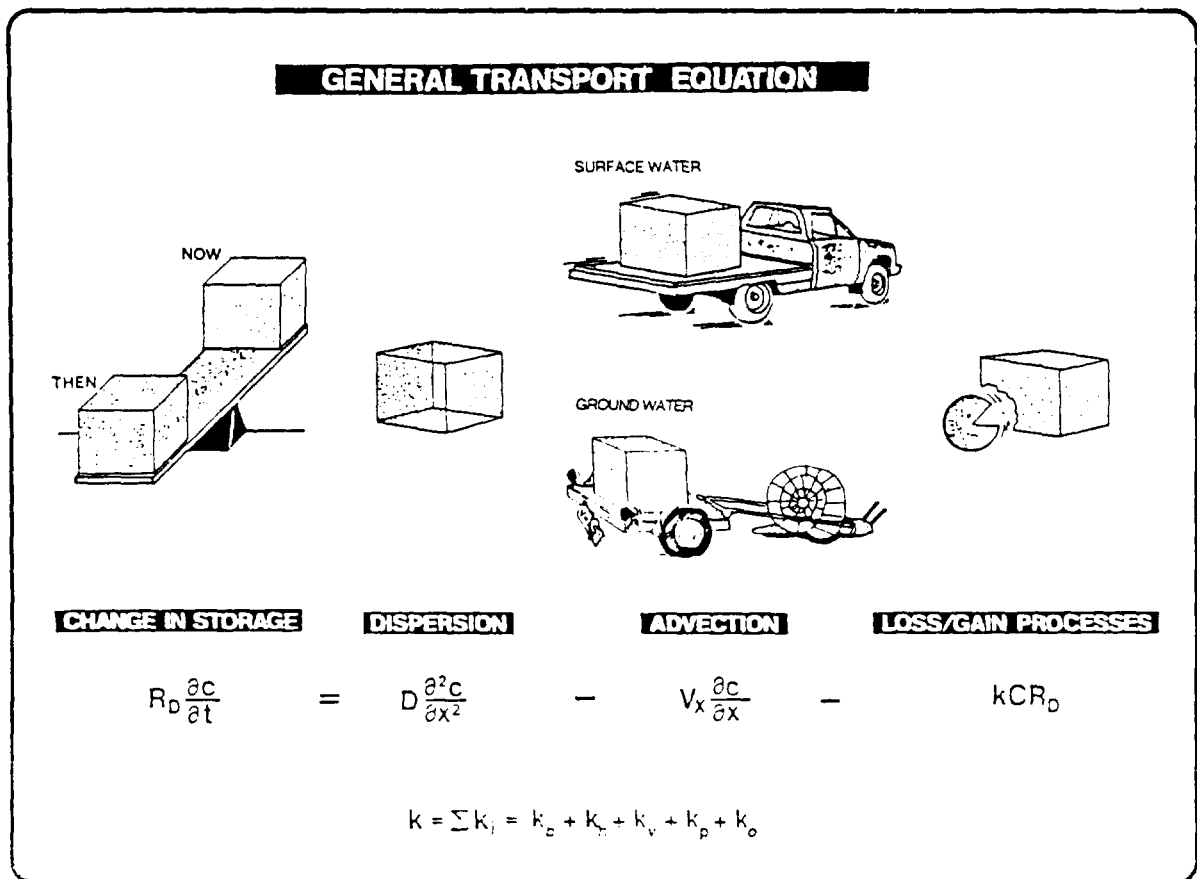 GENERAL TRANSPORT EQUATION
SURFACE WATER
NOW
THEN
GROUND WATER
CHANGE IN STORAGE DISPERSION ADVECTION LOSS/GAIN PROCESSES
R_D ∂c/∂t = D ∂²c/∂x² − V_x ∂c/∂x − kCR_D
k = Σk_i = k_b + k_h + k_v + k_p + k_o